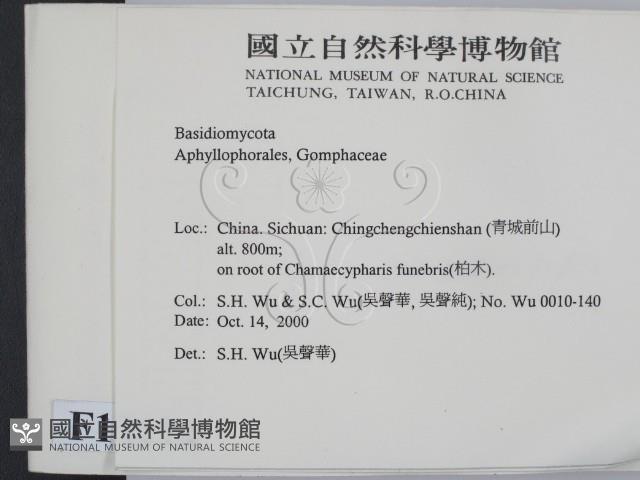 國立自然科學博物館
NATIONAL MUSEUM OF NATURAL SCIENCE
TAICHUNG, TAIWAN, R.O.CHINA
Basidiomycota
Aphyllophorales, Gomphaceae
Loc.: China. Sichuan: Chingchengchienshan (青城前山)
alt. 800m;
on root of Chamaecypharis funebris(柏木).
Col.: S.H. Wu & S.C. Wu(吳聲華, 吳聲純); No. Wu 0010-140
Date: Oct. 14, 2000
Det.: S.H. Wu(吳聲華)
F1
國立自然科學博物館
NATIONAL MUSEUM OF NATURAL SCIENCE